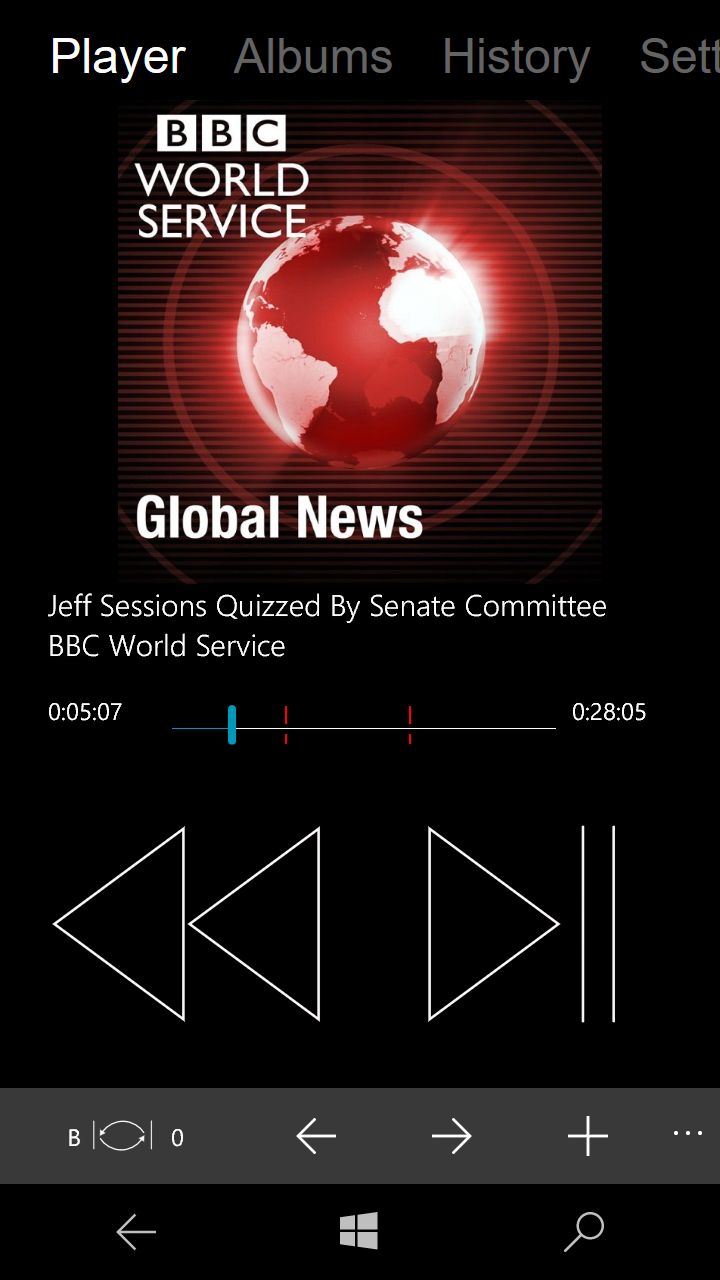 Player Albums History Sett
BBC
WORLD
SERVICE
Global News
Jeff Sessions Quizzed By Senate Committee
BBC World Service
0:05:07 0:28:05
B 0